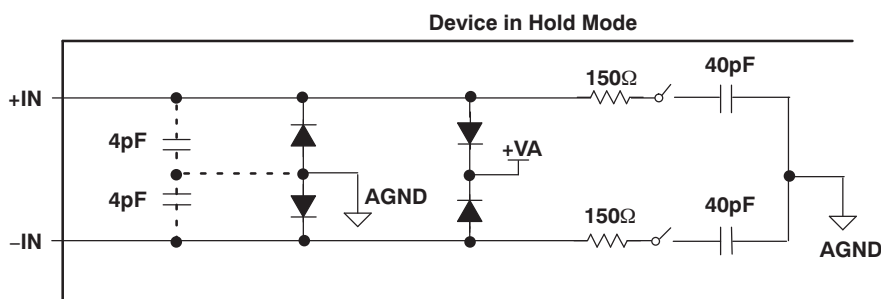 Device in Hold Mode
150Ω
40pF
+IN
4pF
+VA
4pF
AGND
150Ω
40pF
−IN
AGND